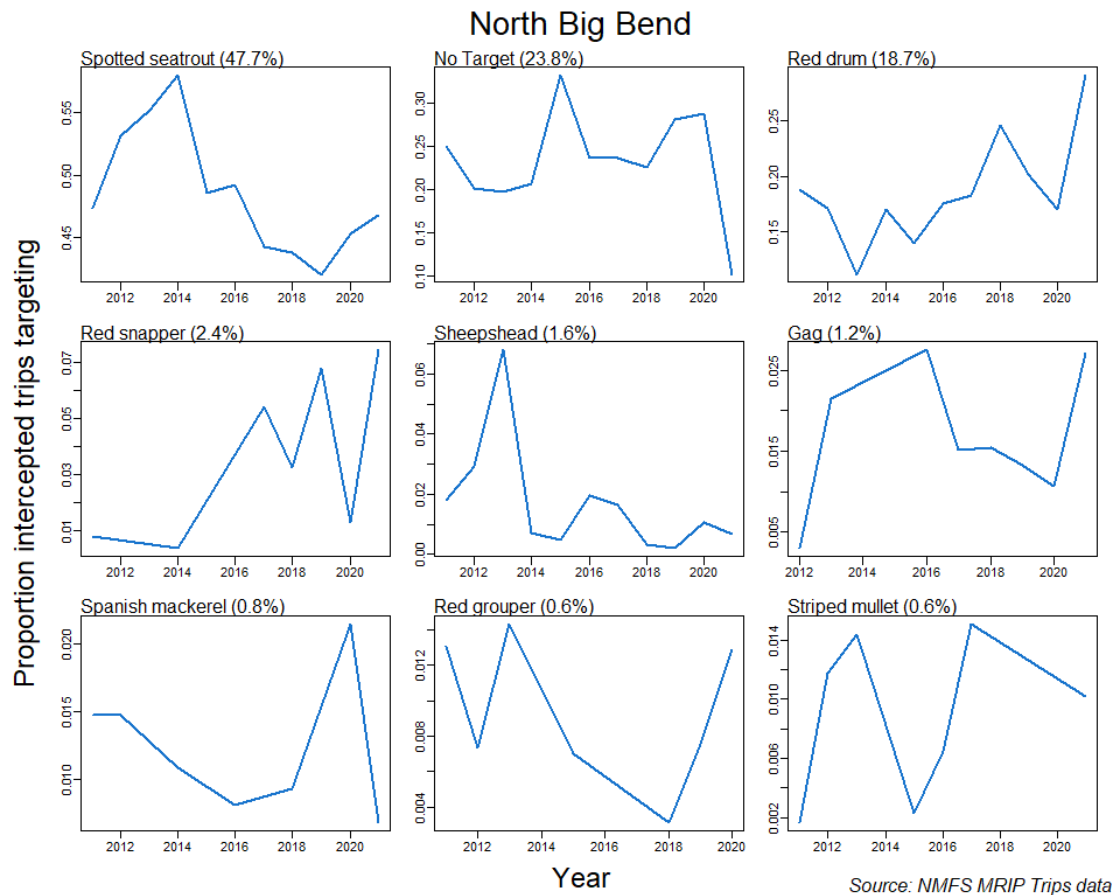 North Big Bend
Spotted seatrout (47.7%)
No Target (23.8%)
Red drum (18.7%)
0.45 0.50 0.55
0.10 0.15 0.20 0.25 0.30
0.15 0.20 0.25
2012 2014 2016 2018 2020
2012 2014 2016 2018 2020
2012 2014 2016 2018 2020
Proportion intercepted trips targeting
Red snapper (2.4%)
Sheepshead (1.6%)
Gag (1.2%)
0.01 0.03 0.05 0.07
0.00 0.02 0.04 0.06
0.005 0.015 0.025
2012 2014 2016 2018 2020
2012 2014 2016 2018 2020
2012 2014 2016 2018 2020
Spanish mackerel (0.8%)
Red grouper (0.6%)
Striped mullet (0.6%)
0.010 0.015 0.020
0.004 0.008 0.012
0.002 0.006 0.010 0.014
2012 2014 2016 2018 2020
2012 2014 2016 2018 2020
2012 2014 2016 2018 2020
Year
Source: NMFS MRIP Trips data